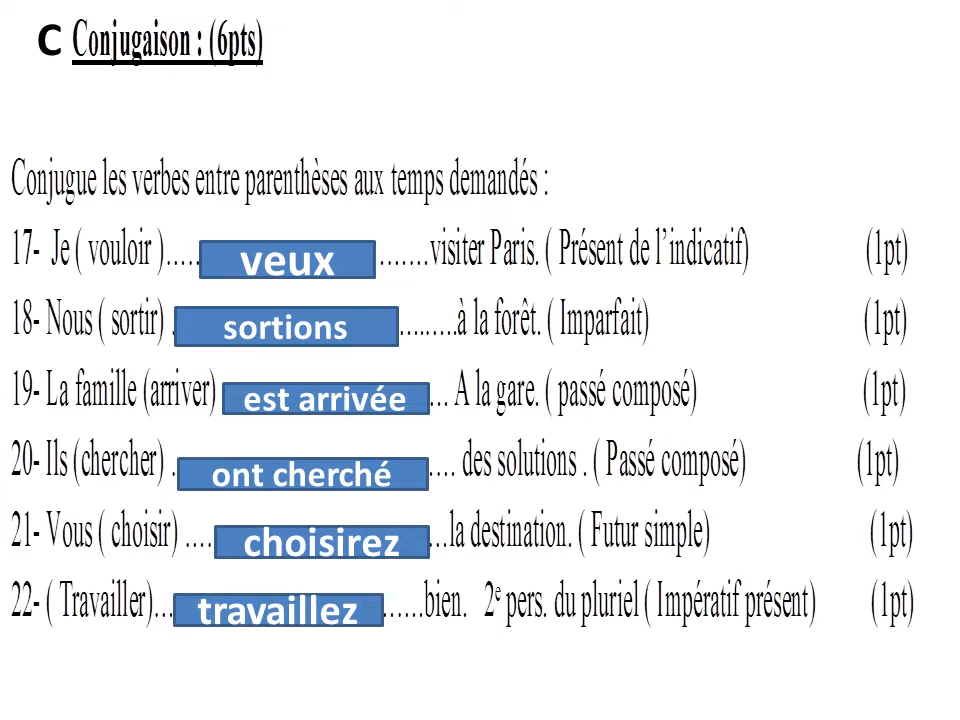 C Conjugaison : (6pts)
Conjugue les verbes entre parenthèses aux temps demandés :
17- Je ( vouloir )..... veux .......visiter Paris. ( Présent de l’indicatif) (1pt)
18- Nous ( sortir) . sortions .........à la forêt. ( Imparfait) (1pt)
19- La famille (arriver) est arrivée ... A la gare. ( passé composé) (1pt)
20- Ils (chercher) . ont cherché .... des solutions . ( Passé composé) (1pt)
21- Vous ( choisir) .... choisirez ...la destination. ( Futur simple) (1pt)
22- ( Travailler)... travaillez ......bien. 2e pers. du pluriel ( Impératif présent) (1pt)